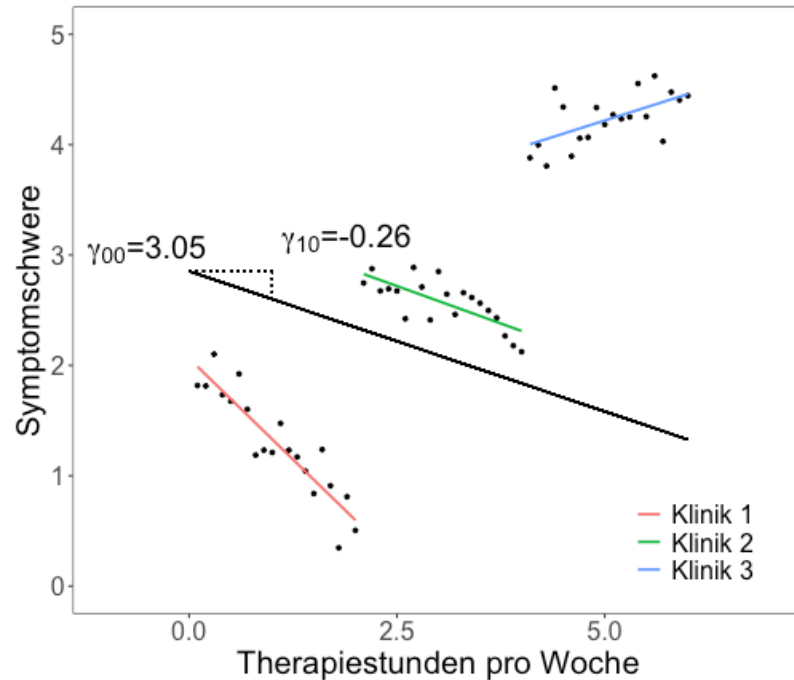 5
4
3
2
1
0
γ00=3.05
γ10=-0.26
Klinik 1
Klinik 2
Klinik 3
0.0 2.5 5.0
Therapiestunden pro Woche
Symptomschwere